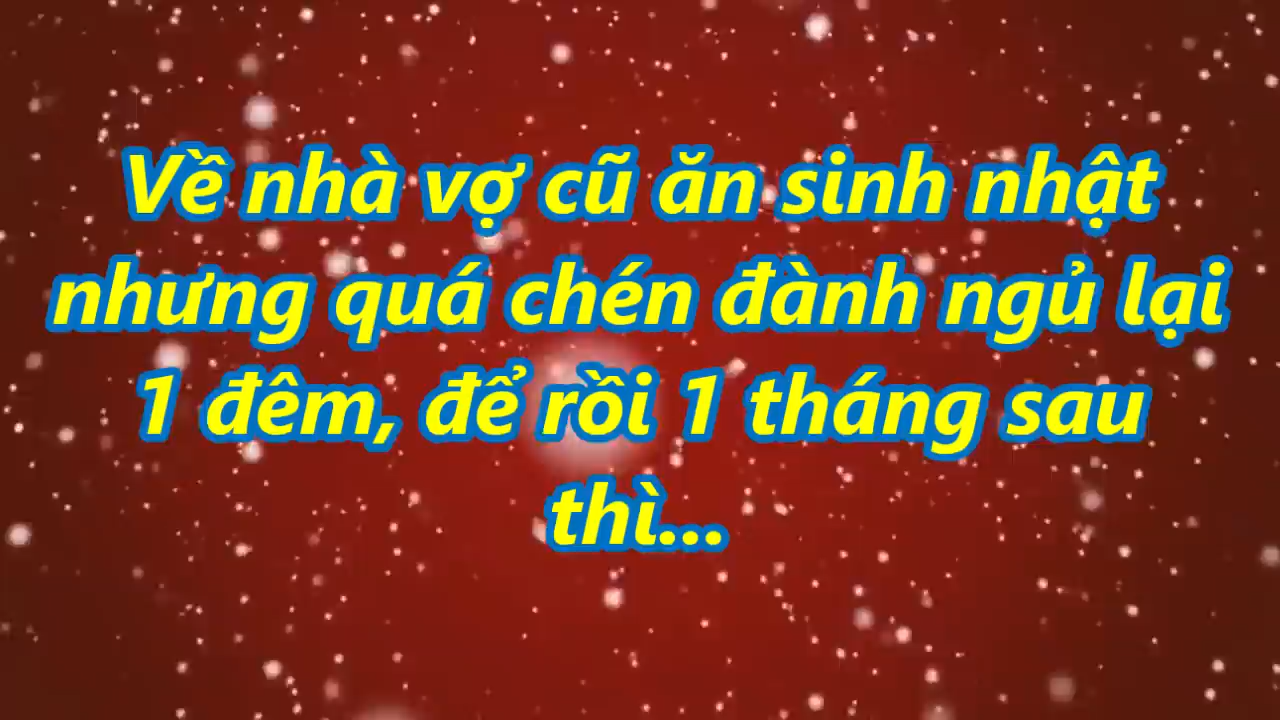 Về nhà vợ cũ ăn sinh nhật
nhưng quá chén đành ngủ lại
1 đêm, để rồi 1 tháng sau
thì...